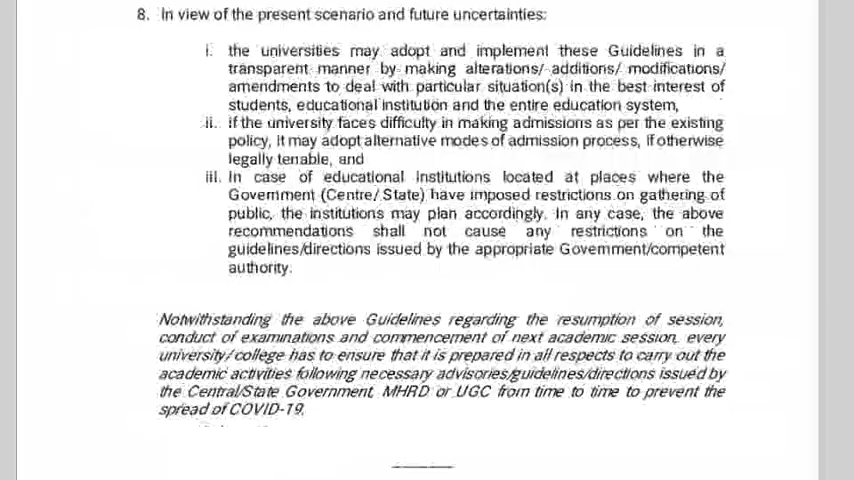 8. In view of the present scenario and future uncertainties:
i. the universities may adopt and implement these Guidelines in a
transparent manner by making alterations/ additions/ modifications/
amendments to deal with particular situation(s) in the best interest of
students, educational institution and the entire education system,
ii. if the university faces difficulty in making admissions as per the existing
policy, it may adopt alternative modes of admission process, if otherwise
legally tenable, and
iii. In case of educational institutions located at places where the
Government (Centre/ State) have imposed restrictions on gathering of
public, the institutions may plan accordingly. In any case, the above
recommendations shall not cause any restrictions on the
guidelines/directions issued by the appropriate Government/competent
authority.
Notwithstanding the above Guidelines regarding the resumption of session,
conduct of examinations and commencement of next academic session, every
university/college has to ensure that it is prepared in all respects to carry out the
academic activities following necessary advisories/guidelines/directions issued by
the Central/State Government, MHRD or UGC from time to time to prevent the
spread of COVID-19.